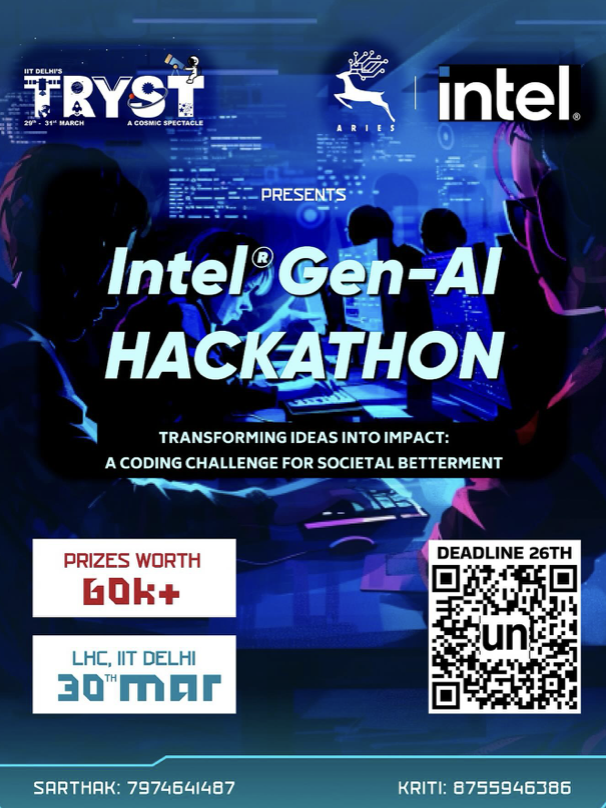 IIT DELHI'S
TRYST
29th - 31st MARCH A COSMIC SPECTACLE
ARIES
intel®
PRESENTS
Intel® Gen-AI
HACKATHON
TRANSFORMING IDEAS INTO IMPACT:
A CODING CHALLENGE FOR SOCIETAL BETTERMENT
PRIZES WORTH
60k+
LHC, IIT DELHI
30TH mar
DEADLINE 26TH
un
SARTHAK: 7974641487
KRITI: 8755946386